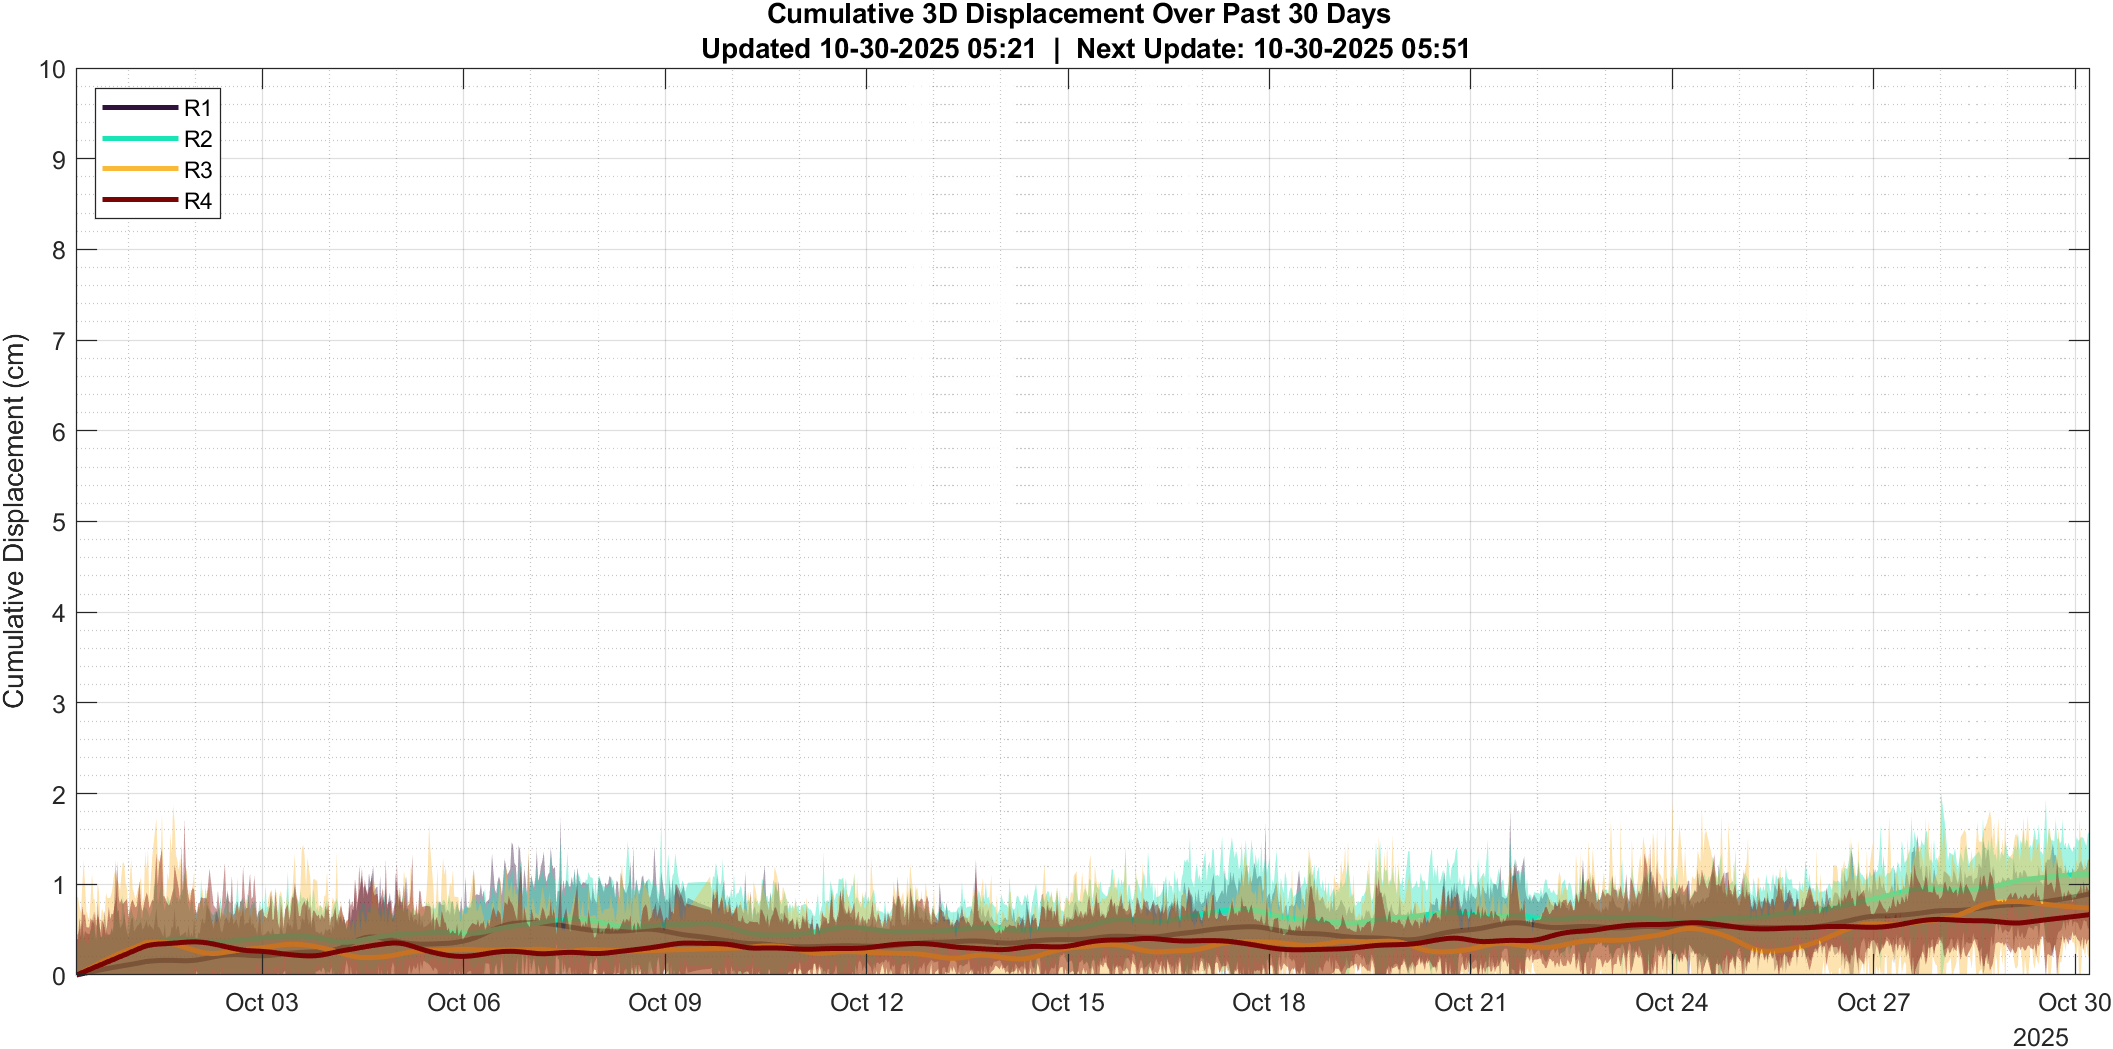 Cumulative 3D Displacement Over Past 30 Days
Updated 10-30-2025 05:21 | Next Update: 10-30-2025 05:51
R1
R2
R3
R4
Cumulative Displacement (cm)
10
9
8
7
6
5
4
3
2
1
0
Oct 03 Oct 06 Oct 09 Oct 12 Oct 15 Oct 18 Oct 21 Oct 24 Oct 27 Oct 30
2025